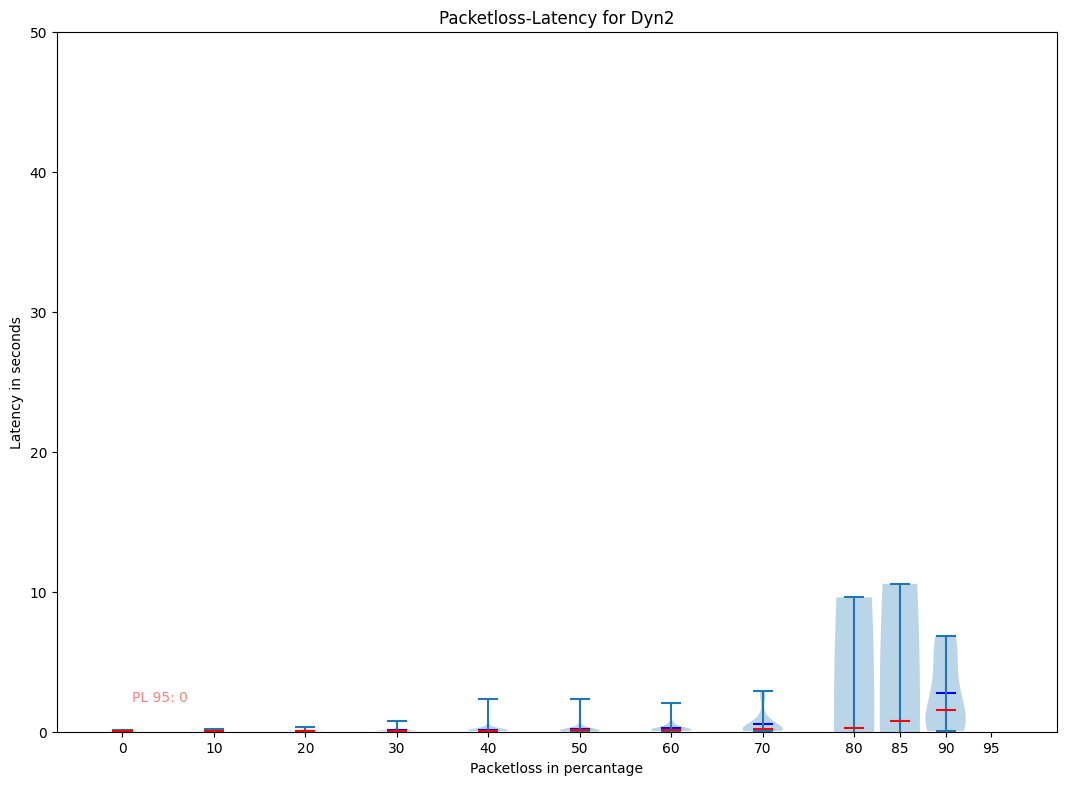 Packetloss-Latency for Dyn2
50
40
30
20
10
0
Latency in seconds
PL 95: 0
0 10 20 30 40 50 60 70 80 85 90 95
Packetloss in percantage